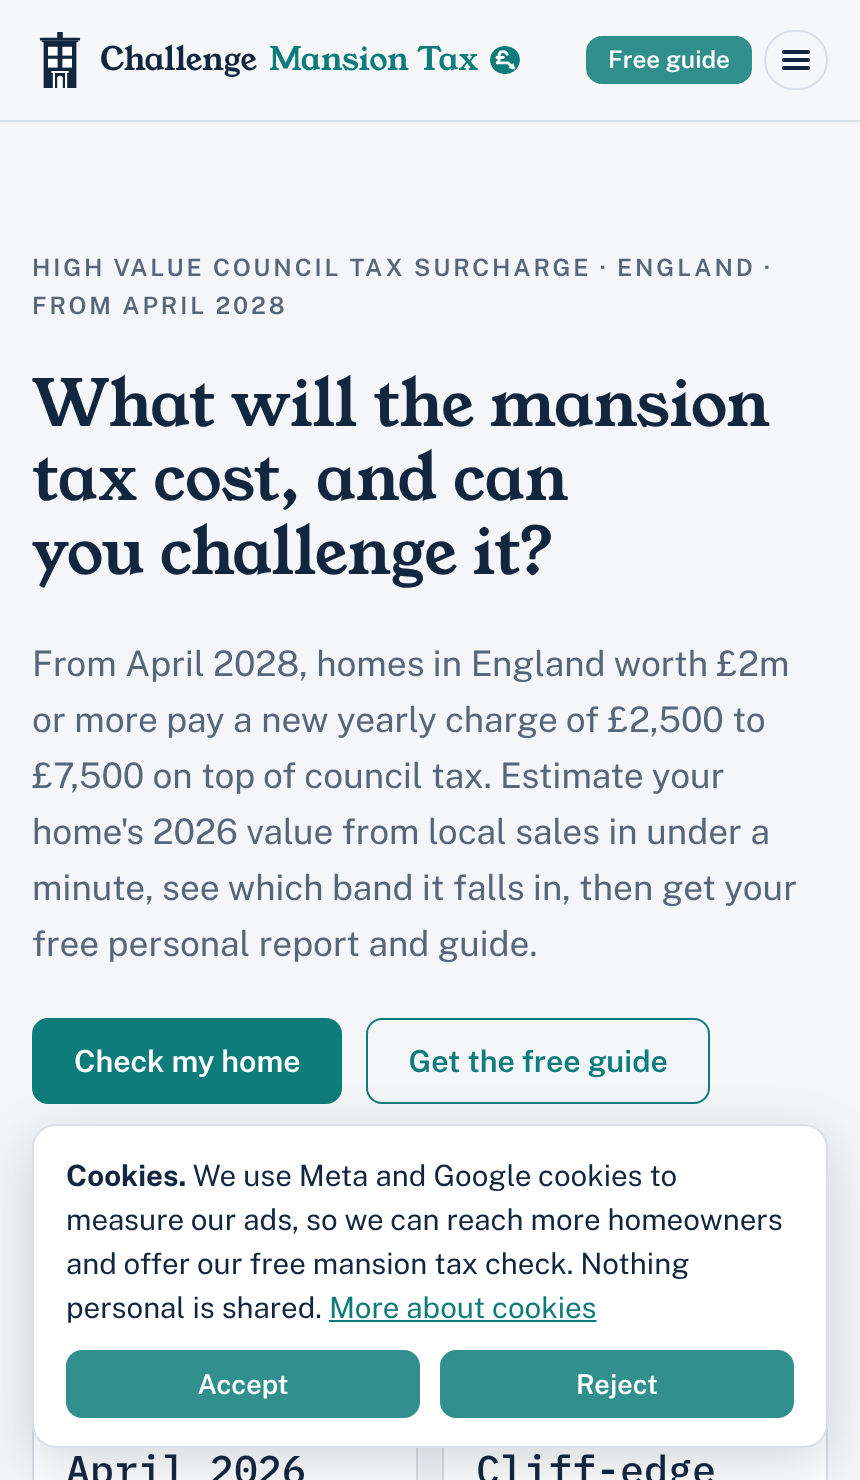 Challenge Mansion Tax £
Free guide
HIGH VALUE COUNCIL TAX SURCHARGE · ENGLAND ·
FROM APRIL 2028
What will the mansion
tax cost, and can
you challenge it?
From April 2028, homes in England worth £2m
or more pay a new yearly charge of £2,500 to
£7,500 on top of council tax. Estimate your
home's 2026 value from local sales in under a
minute, see which band it falls in, then get your
free personal report and guide.
Check my home
Get the free guide
Cookies. We use Meta and Google cookies to
measure our ads, so we can reach more homeowners
and offer our free mansion tax check. Nothing
personal is shared. More about cookies
Accept
Reject
April 2026
Cliff-edge